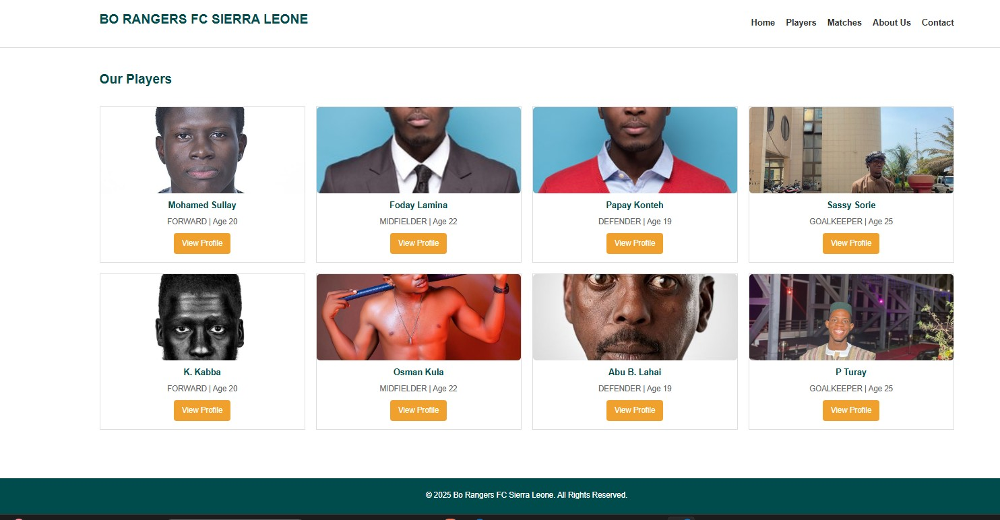 BO RANGERS FC SIERRA LEONE
Home Players Matches About Us Contact
Our Players
Mohamed Sullay
FORWARD | Age 20
View Profile
Foday Lamina
MIDFIELDER | Age 22
View Profile
Papay Konteh
DEFENDER | Age 19
View Profile
Sassy Sorie
GOALKEEPER | Age 25
View Profile
K. Kabba
FORWARD | Age 20
View Profile
Osman Kula
MIDFIELDER | Age 22
View Profile
Abu B. Lahai
DEFENDER | Age 19
View Profile
P Turay
GOALKEEPER | Age 25
View Profile
© 2025 Bo Rangers FC Sierra Leone. All Rights Reserved.